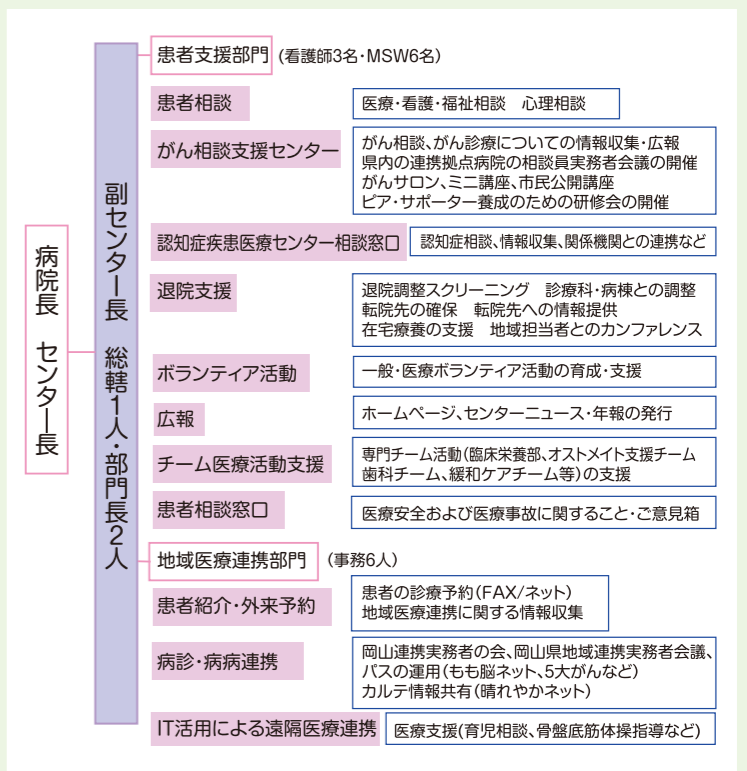 病院長 センター長
副センター長 総轄1人・部門長2人
患者支援部門 (看護師3名・MSW6名)
患者相談
医療・看護・福祉相談 心理相談
がん相談支援センター
がん相談、がん診療についての情報収集・広報
県内の連携拠点病院の相談員実務者会議の開催
がんサロン、ミニ講座、市民公開講座
ピア・サポーター養成のための研修会の開催
認知症疾患医療センター相談窓口
認知症相談、情報収集、関係機関との連携など
退院支援
退院調整スクリーニング 診療科・病棟との調整
転院先の確保 転院先への情報提供
在宅療養の支援 地域担当者とのカンファレンス
ボランティア活動
一般・医療ボランティア活動の育成・支援
広報
ホームページ、センターニュース・年報の発行
チーム医療活動支援
専門チーム活動(臨床栄養部、オストメイト支援チーム
歯科チーム、緩和ケアチーム等)の支援
患者相談窓口
医療安全および医療事故に関すること・ご意見箱
地域医療連携部門 (事務6人)
患者紹介・外来予約
患者の診療予約(FAX/ネット)
地域医療連携に関する情報収集
病診・病病連携
岡山連携実務者の会、岡山県地域連携実務者会議、
パスの運用(もも脳ネット、5大がんなど)
カルテ情報共有(晴れやかネット)
IT活用による遠隔医療連携
医療支援(育児相談、骨盤底筋体操指導など)